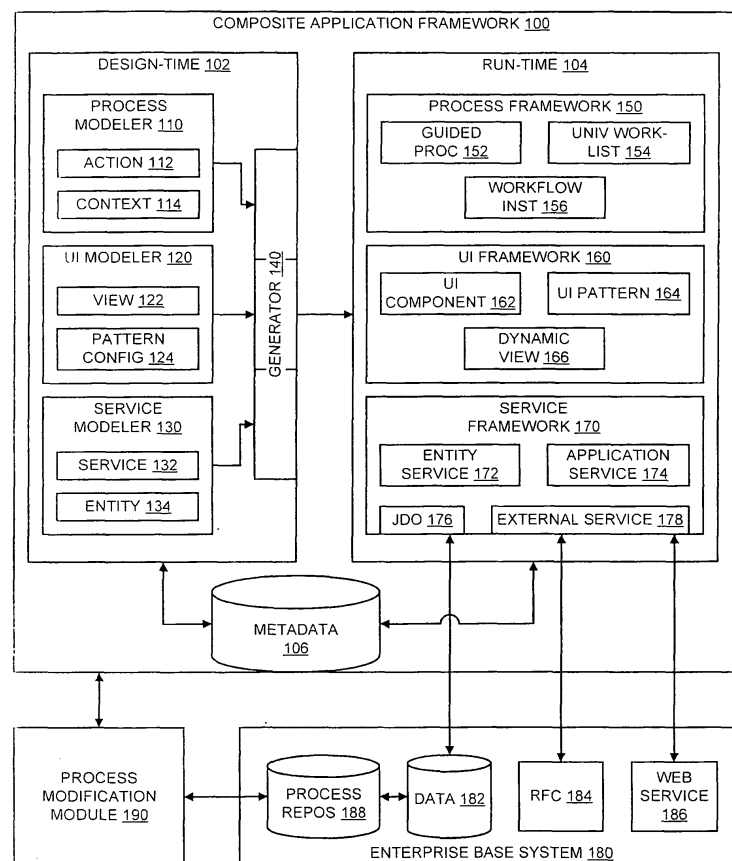 COMPOSITE APPLICATION FRAMEWORK 100
DESIGN-TIME 102
PROCESS
MODELER 110
ACTION 112
CONTEXT 114
UI MODELER 120
VIEW 122
PATTERN
CONFIG 124
SERVICE
MODELER 130
SERVICE 132
ENTITY 134
GENERATOR 140
RUN-TIME 104
PROCESS FRAMEWORK 150
GUIDED
PROC 152
UNIV WORK-
LIST 154
WORKFLOW
INST 156
UI FRAMEWORK 160
UI
COMPONENT 162
UI PATTERN 164
DYNAMIC
VIEW 166
SERVICE
FRAMEWORK 170
ENTITY
SERVICE 172
APPLICATION
SERVICE 174
JDO 176
EXTERNAL SERVICE 178
METADATA
106
PROCESS
MODIFICATION
MODULE 190
PROCESS
REPOS 188
DATA 182
RFC 184
WEB
SERVICE
186
ENTERPRISE BASE SYSTEM 180